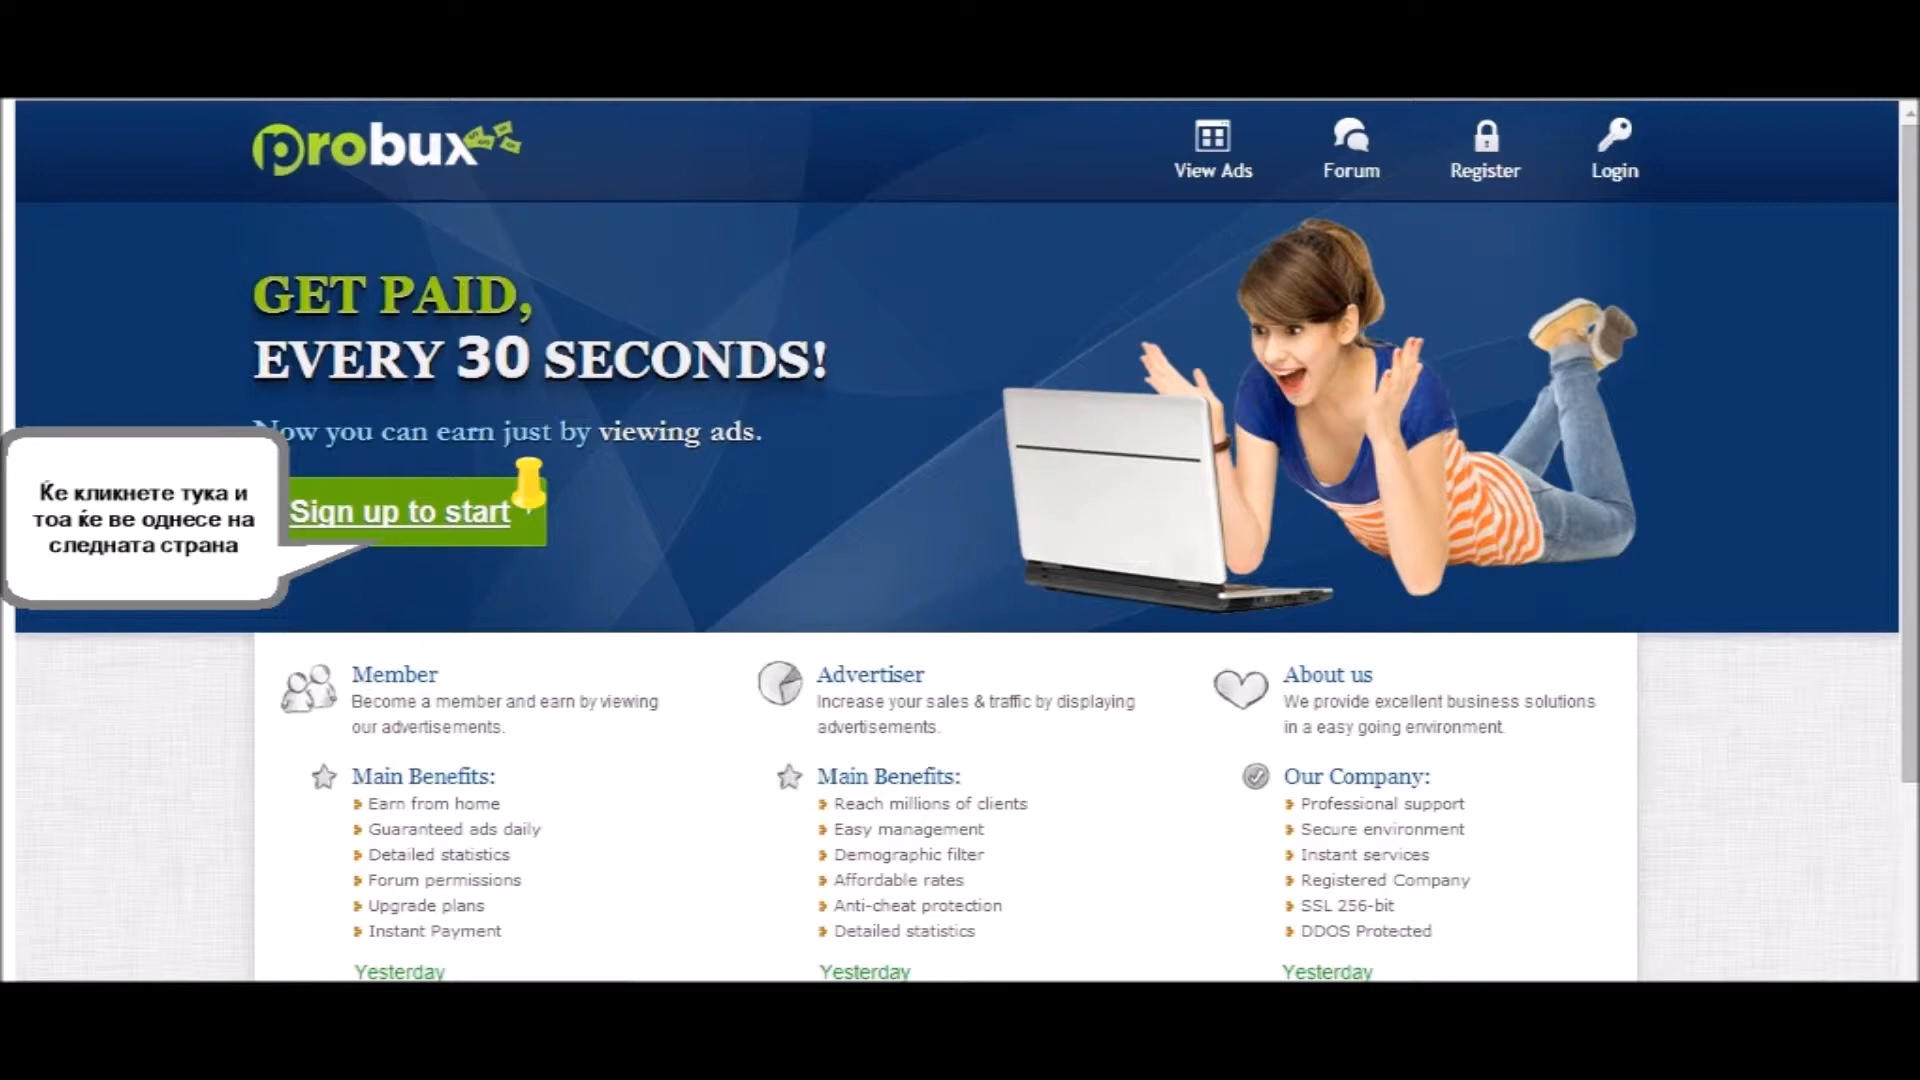 probux
View Ads
Forum
Register
Login
GET PAID,
EVERY 30 SECONDS!
Now you can earn just by viewing ads.
Ќе кликнете тука и
тоа ќе ве однесе на
следната страна
Sign up to start
Member
Become a member and earn by viewing
our advertisements.
Main Benefits:
Earn from home
Guaranteed ads daily
Detailed statistics
Forum permissions
Upgrade plans
Instant Payment
Yesterday
Advertiser
Increase your sales & traffic by displaying
advertisements.
Main Benefits:
Reach millions of clients
Easy management
Demographic filter
Affordable rates
Anti-cheat protection
Detailed statistics
Yesterday
About us
We provide excellent business solutions
in a easy going environment
Our Company:
Professional support
Secure environment
Instant services
Registered Company
SSL 256-bit
DDOS Protected
Yesterday